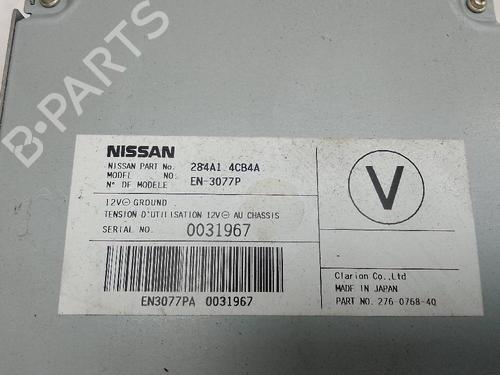 NISSAN
NISSAN PART No. 284A1 4CB4A
MODEL NO. EN-3077P
N° DE MODELE
12V⊖ GROUND
TENSION D'UTILISATION 12V⊖ AU CHASSIS
SERIAL NO. 0031967
EN3077PA 0031967
V
Clarion Co.,Ltd
MADE IN JAPAN
PART NO. 276-0768-40
B-PARTS